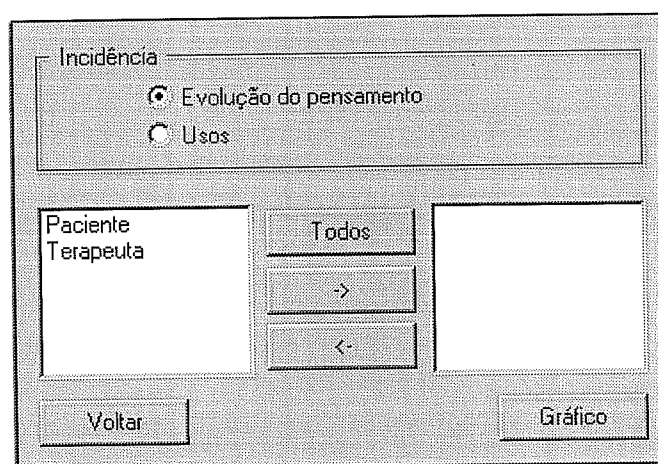 Incidência
Evolução do pensamento
Usos
Paciente
Terapeuta
Todos
->
<-
Voltar
Gráfico